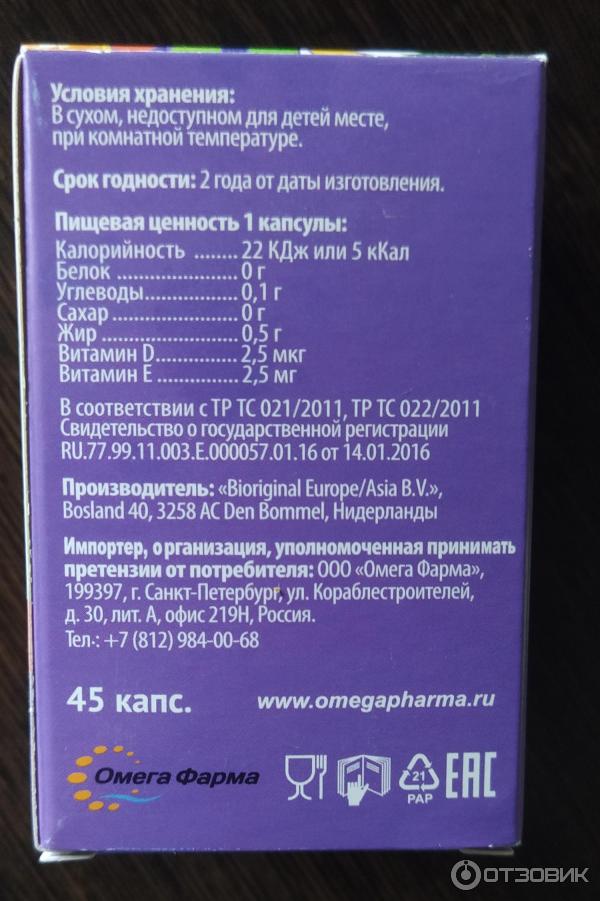 Условия хранения:
В сухом, недоступном для детей месте,
при комнатной температуре.
Срок годности: 2 года от даты изготовления.
Пищевая ценность 1 капсулы:
Калорийность ........ 22 КДж или 5 кКал
Белок ..................... 0 г
Углеводы................0,1 г
Сахар ......................0 г
Жир ........................0,5 г
Витамин D..............2,5 мкг
Витамин Е ..............2,5 мг
В соответствии с ТР ТС 021/2011, ТР ТС 022/2011
Свидетельство о государственной регистрации
RU.77.99.11.003.E.000057.01.16 от 14.01.2016
Производитель: «Bioriginal Europe/Asia B.V.»,
Bosland 40, 3258 AC Den Bommel, Нидерланды
Импортер, организация, уполномоченная принимать
претензии от потребителя: ООО «Омега Фарма»,
199397, г. Санкт-Петербург, ул. Кораблестроителей,
д. 30, лит. А, офис 219Н, Россия.
Тел.: +7 (812) 984-00-68
45 капс.
www.omegapharma.ru
Омега Фарма
21
PAP
EAC
ОТЗОВИК